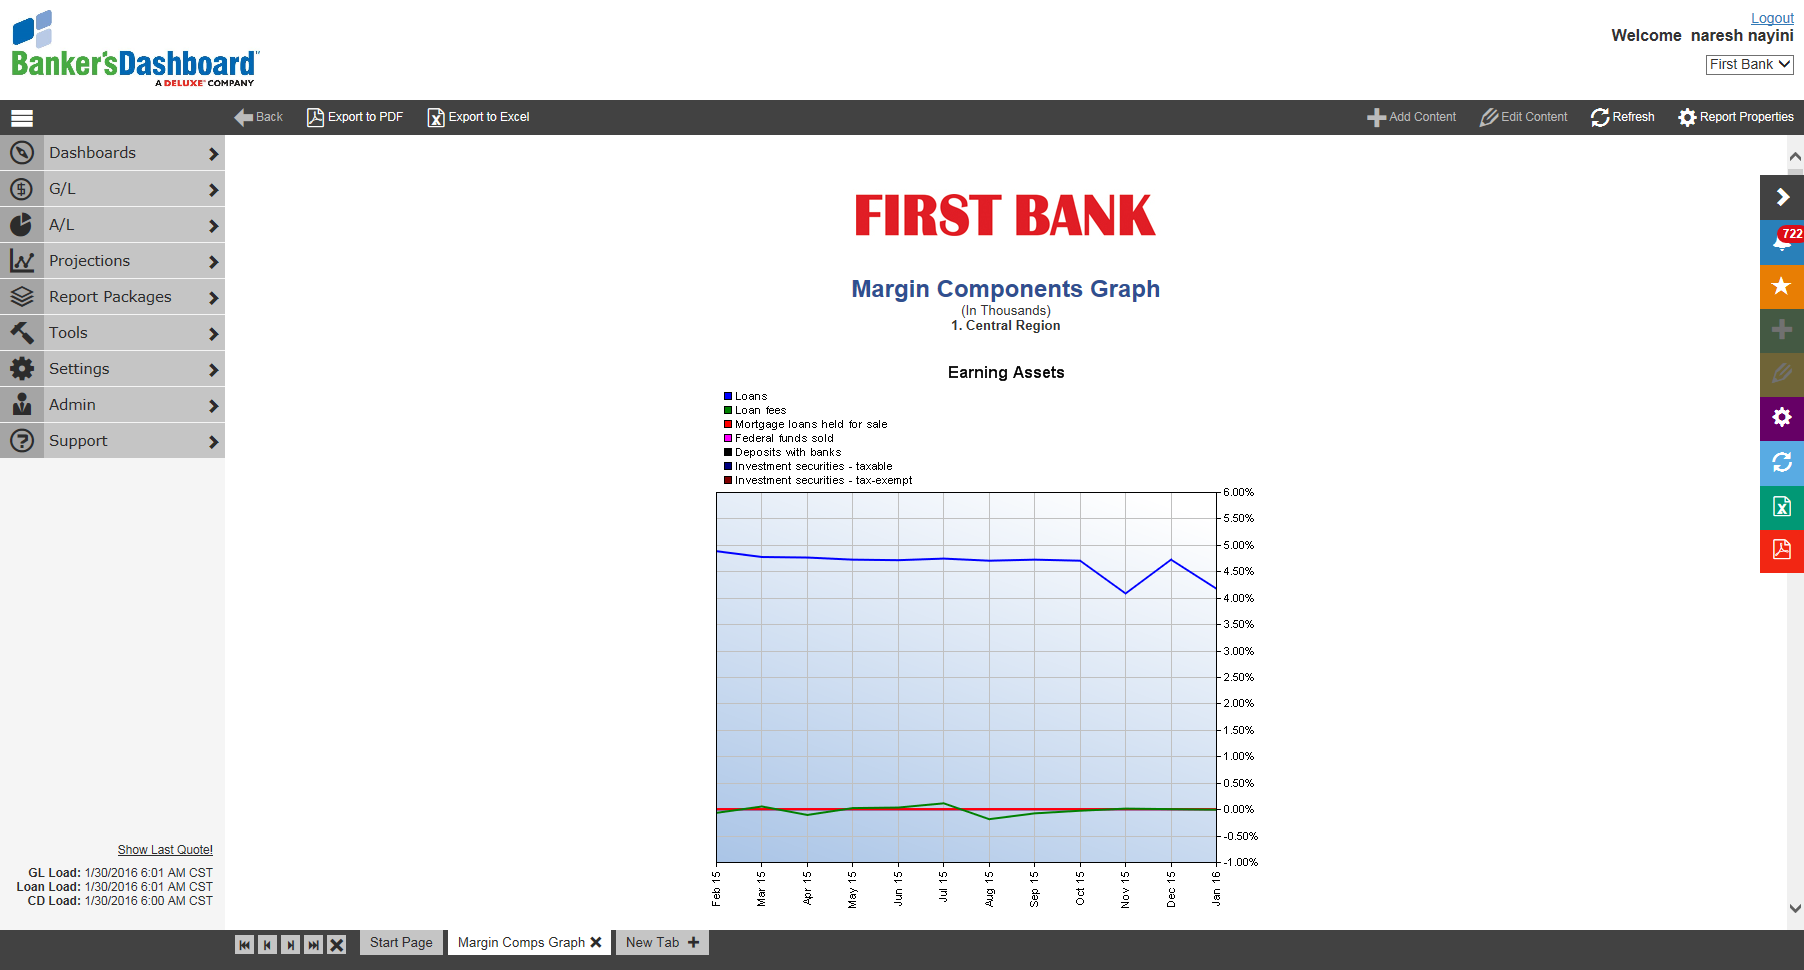 Banker'sDashboard
A DELUXE COMPANY
Logout
Welcome naresh nayini
First Bank
Back
Export to PDF
Export to Excel
Add Content
Edit Content
Refresh
Report Properties
Dashboards
G/L
A/L
Projections
Report Packages
Tools
Settings
Admin
Support
722
FIRST BANK
Margin Components Graph
(In Thousands)
1. Central Region
Earning Assets
Loans
Loan fees
Mortgage loans held for sale
Federal funds sold
Deposits with banks
Investment securities - taxable
Investment securities - tax-exempt
6.00%
5.50%
5.00%
4.50%
4.00%
3.50%
3.00%
2.50%
2.00%
1.50%
1.00%
0.50%
0.00%
-0.50%
-1.00%
Feb 15
Mar 15
Apr 15
May 15
Jun 15
Jul 15
Aug 15
Sep 15
Oct 15
Nov 15
Dec 15
Jan 16
Show Last Quote!
GL Load: 1/30/2016 6:01 AM CST
Loan Load: 1/30/2016 6:01 AM CST
CD Load: 1/30/2016 6:00 AM CST
Start Page
Margin Comps Graph
New Tab